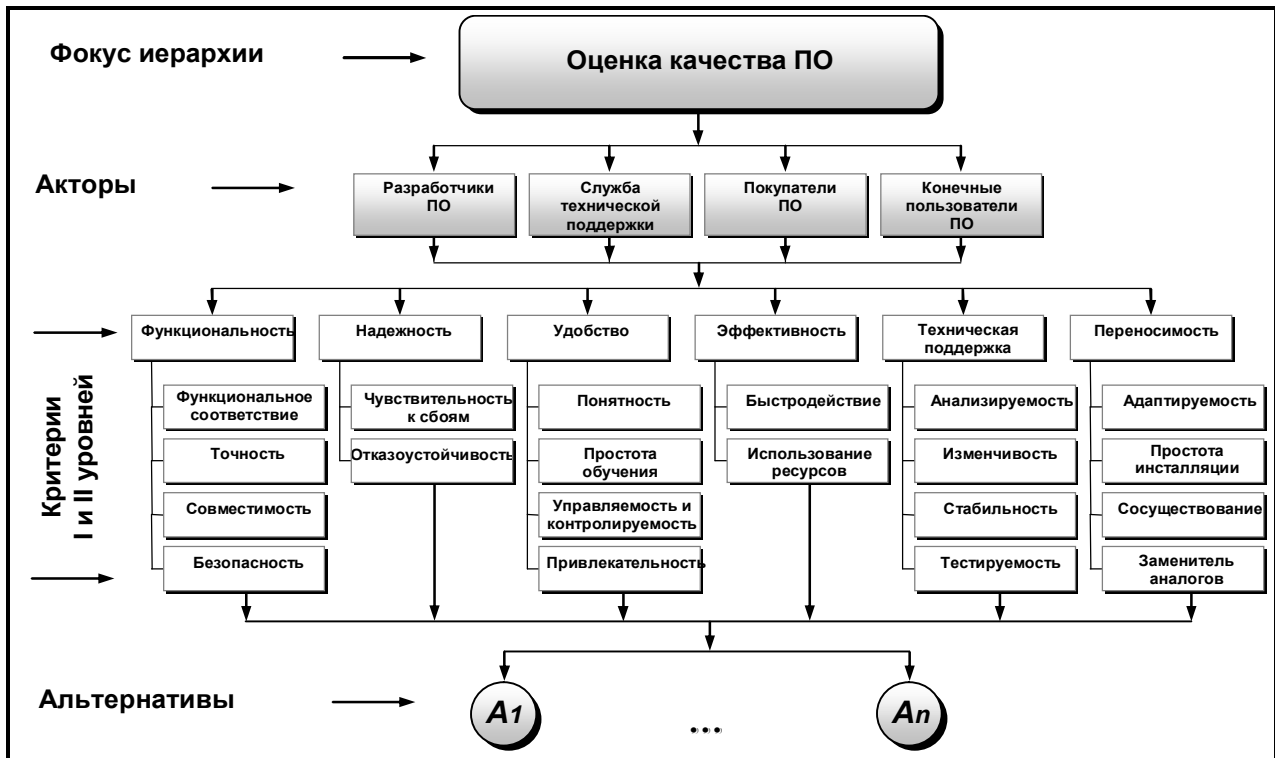 Фокус иерархии
Оценка качества ПО
Акторы
Разработчики
ПО
Служба
технической
поддержки
Покупатели
ПО
Конечные
пользователи
ПО
Критерии
I и II уровней
Функциональность
Надежность
Удобство
Эффективность
Техническая
поддержка
Переносимость
Функциональное
соответствие
Точность
Совместимость
Безопасность
Чувствительность
к сбоям
Отказоустойчивость
Понятность
Простота
обучения
Управляемость и
контролируемость
Привлекательность
Быстродействие
Использование
ресурсов
Анализируемость
Изменчивость
Стабильность
Тестируемость
Адаптируемость
Простота
инсталляции
Сосуществование
Заменитель
аналогов
Альтернативы
A1
...
An